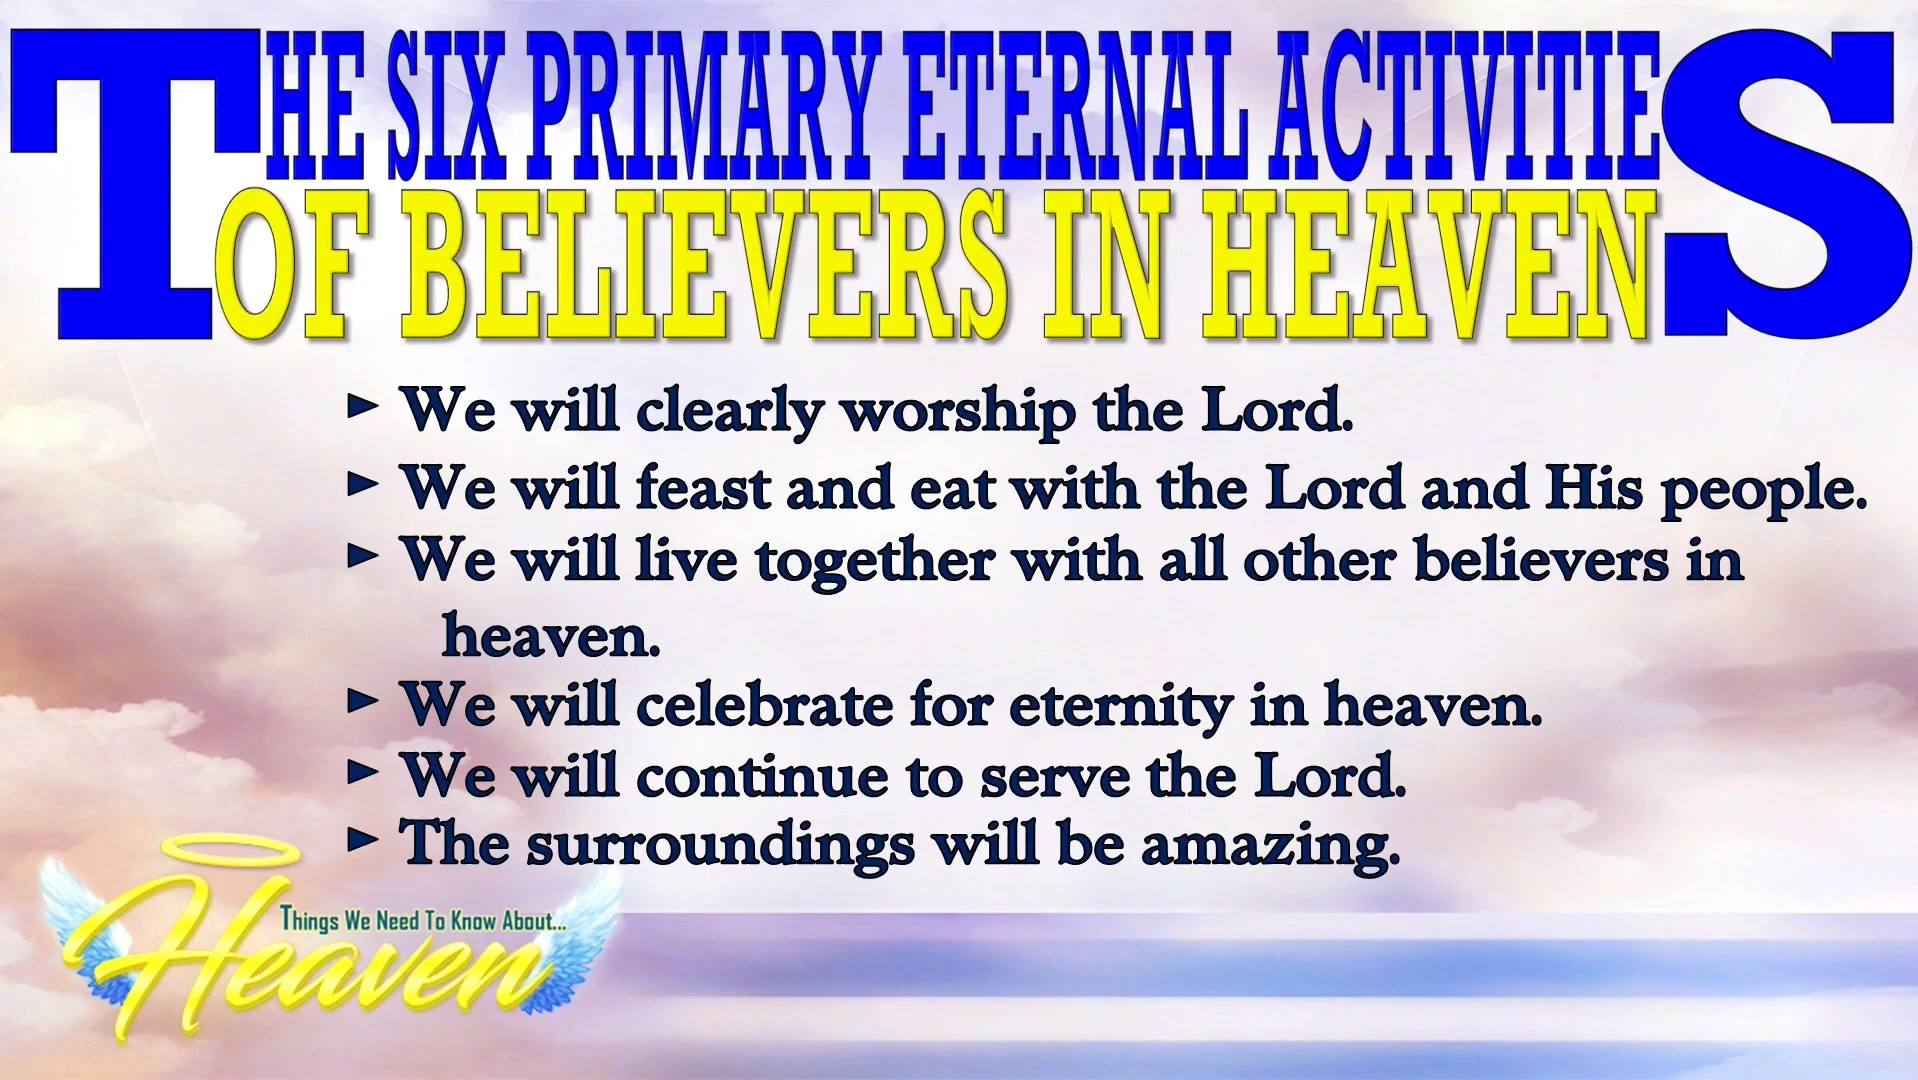 THE SIX PRIMARY ETERNAL ACTIVITIES
OF BELIEVERS IN HEAVEN
► We will clearly worship the Lord.
► We will feast and eat with the Lord and His people.
► We will live together with all other believers in
heaven.
► We will celebrate for eternity in heaven.
► We will continue to serve the Lord.
► The surroundings will be amazing.
Things We Need To Know About...
Heaven